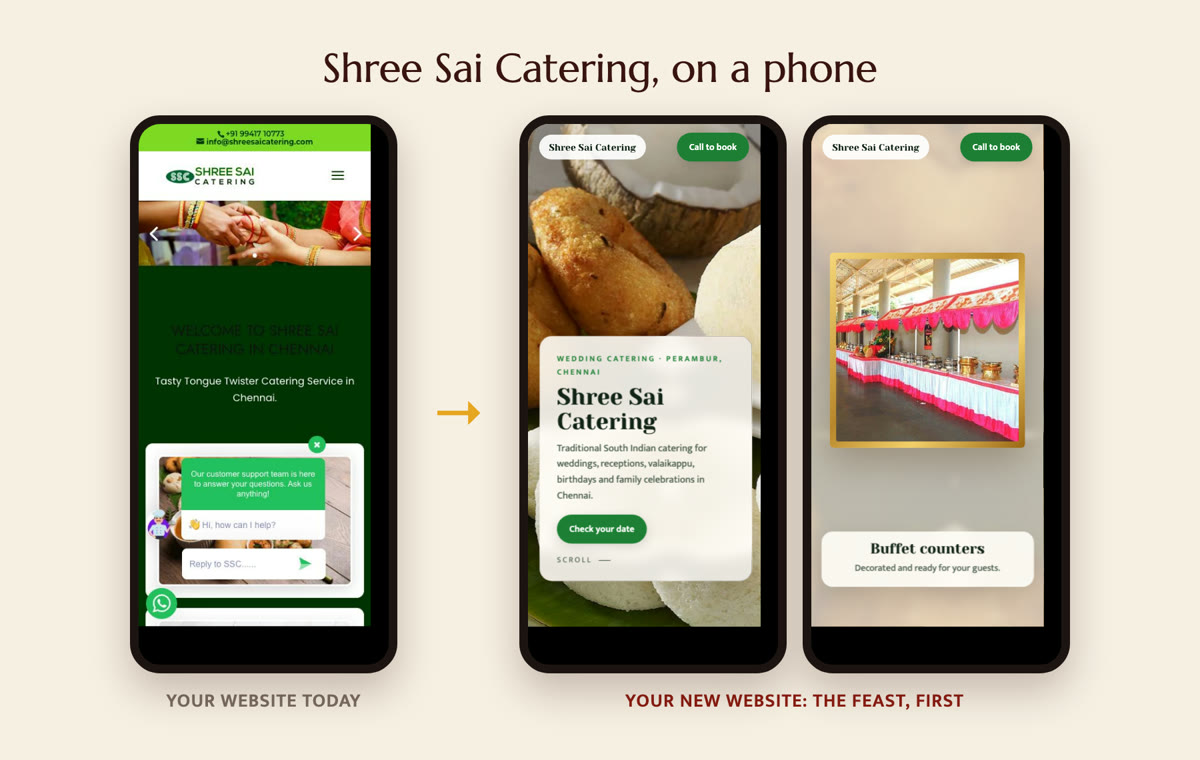 Shree Sai Catering, on a phone
+91 99417 10773
info@shreesaicatering.com
SSC SHREE SAI
CATERING
WELCOME TO SHREE SAI
CATERING IN CHENNAI
Tasty Tongue Twister Catering Service in
Chennai.
Our customer support team is here
to answer your questions. Ask us
anything!
Hi, how can I help?
Reply to SSC......
YOUR WEBSITE TODAY
Shree Sai Catering
Call to book
WEDDING CATERING · PERAMBUR,
CHENNAI
Shree Sai
Catering
Traditional South Indian catering for
weddings, receptions, valaikappu,
birthdays and family celebrations in
Chennai.
Check your date
SCROLL
Shree Sai Catering
Call to book
Buffet counters
Decorated and ready for your guests.
YOUR NEW WEBSITE: THE FEAST, FIRST